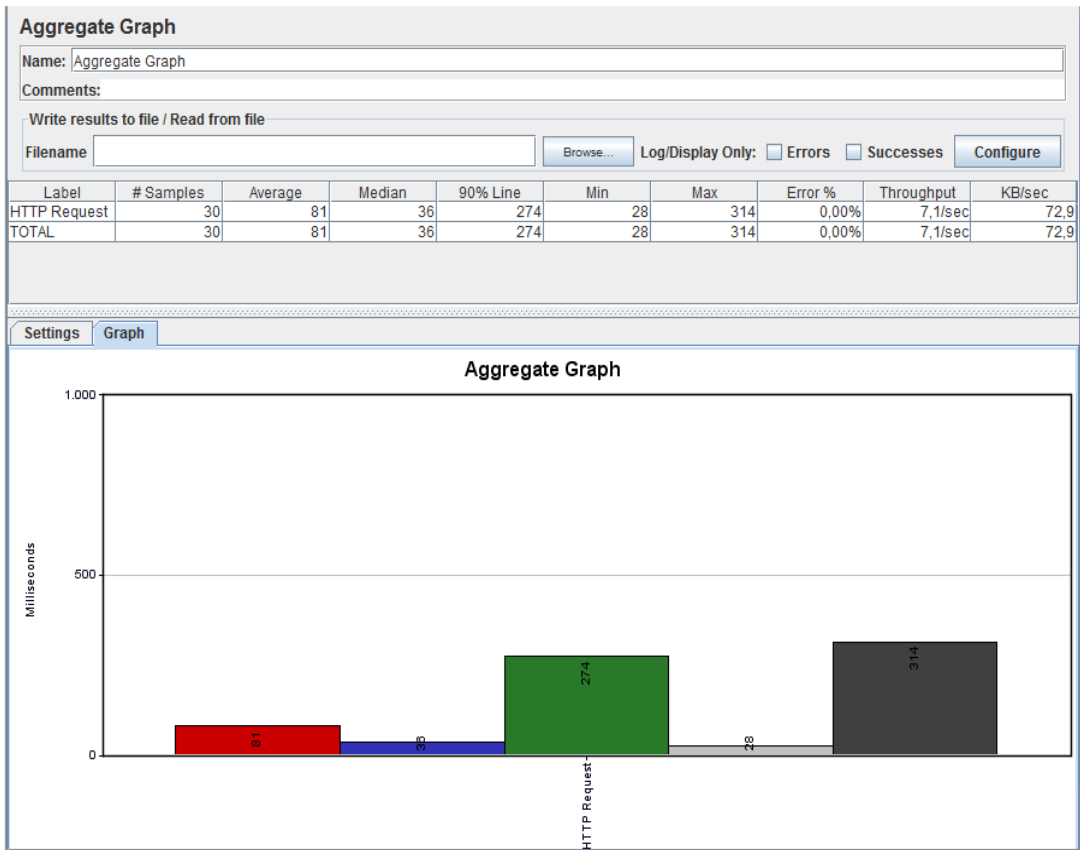 Aggregate Graph
Name: Aggregate Graph
Comments:
Write results to file / Read from file
Filename Browse... Log/Display Only: Errors Successes Configure
Label # Samples Average Median 90% Line Min Max Error % Throughput KB/sec
HTTP Request 30 81 36 274 28 314 0,00% 7,1/sec 72,9
TOTAL 30 81 36 274 28 314 0,00% 7,1/sec 72,9
Settings Graph
Aggregate Graph
1.000
Milliseconds
500
0
81
36
274
28
314
HTTP Request